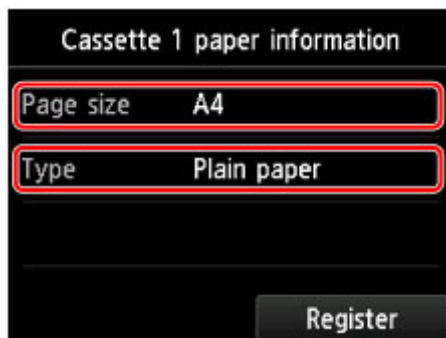 Cassette 1 paper information
Page size A4
Type Plain paper
Register